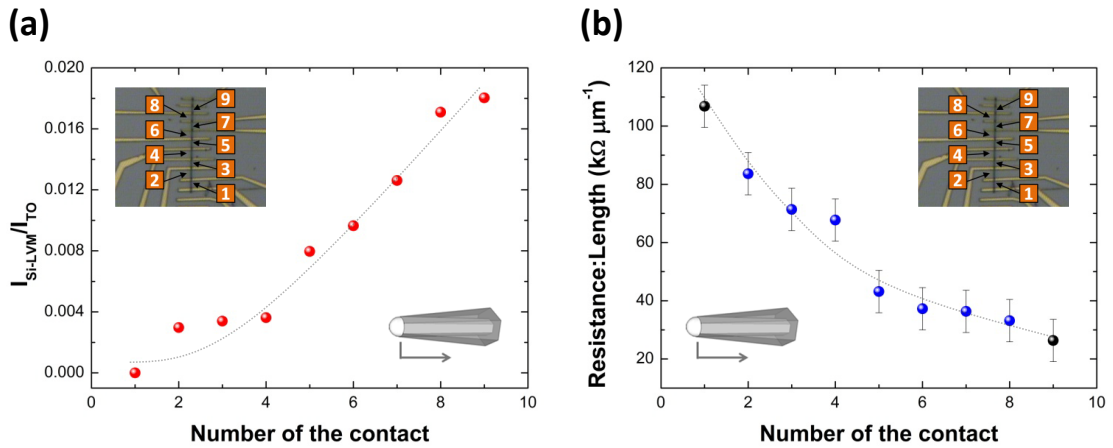 (a)
0.020
0.016
0.012
0.008
0.004
0.000
I_Si-LVM/I_TO
0 2 4 6 8 10
Number of the contact
8 9
6 7
4 5
2 3
1
(b)
120
100
80
60
40
20
Resistance:Length (kΩ μm⁻¹)
0 2 4 6 8 10
Number of the contact
8 9
6 7
4 5
2 3
1